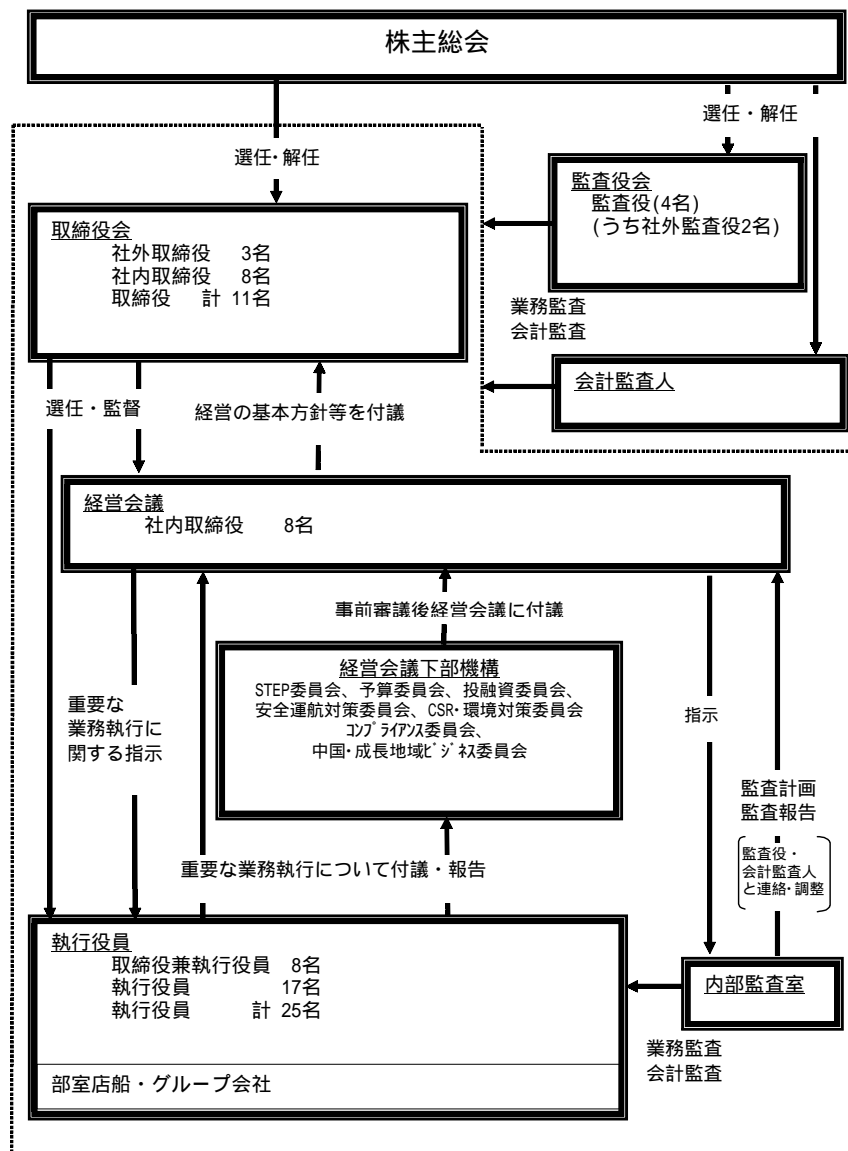 株主総会
選任・解任
選任・解任
監査役会
監査役(4名)
(うち社外監査役2名)
取締役会
社外取締役 3名
社内取締役 8名
取締役 計 11名
業務監査
会計監査
会計監査人
選任・監督
経営の基本方針等を付議
経営会議
社内取締役 8名
事前審議後経営会議に付議
経営会議下部機構
STEP委員会、予算委員会、投融資委員会、
安全運航対策委員会、CSR・環境対策委員会
コンプライアンス委員会、
中国・成長地域ビジネス委員会
重要な
業務執行に
関する指示
指示
監査計画
監査報告
監査役・
会計監査人
と連絡・調整
重要な業務執行について付議・報告
執行役員
取締役兼執行役員 8名
執行役員 17名
執行役員 計 25名
内部監査室
業務監査
会計監査
部室店船・グループ会社